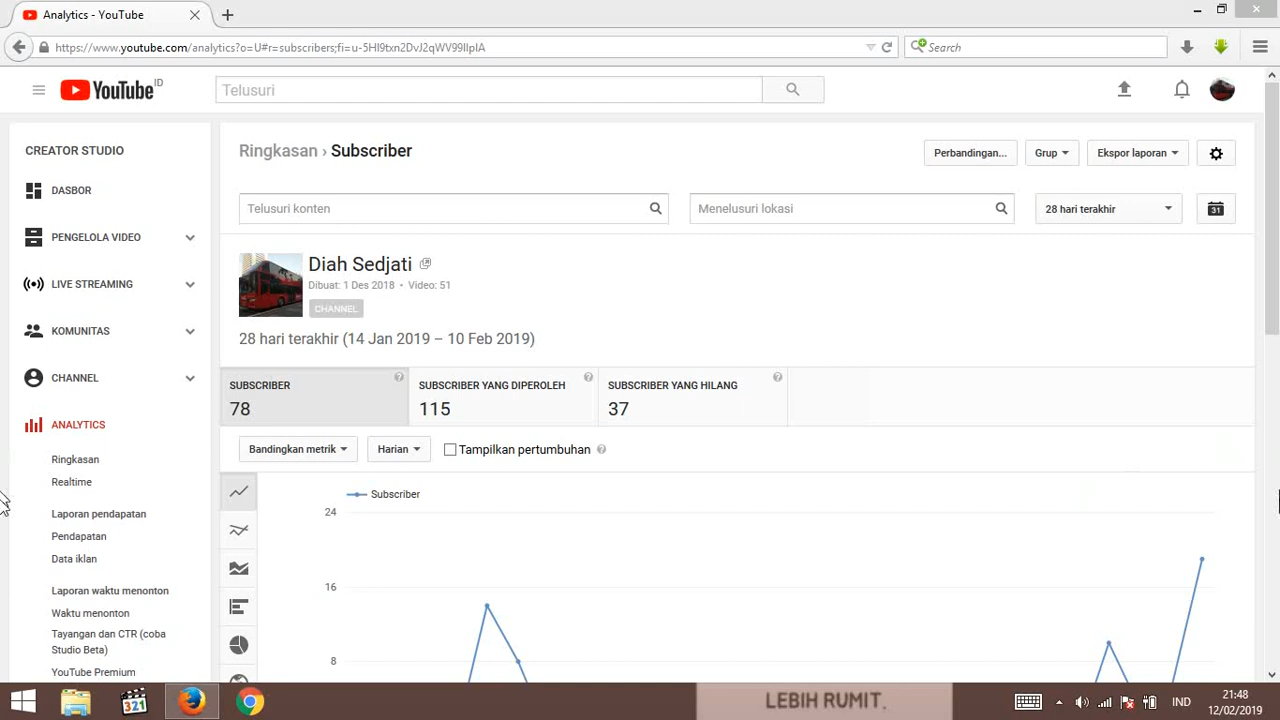 Analytics - YouTube
https://www.youtube.com/analytics?o=U#r=subscribers;fi=u-5HI9txn2DvJ2qWV99IlpIA
Search
YouTube ID
Telusuri
CREATOR STUDIO
DASBOR
PENGELOLA VIDEO
LIVE STREAMING
KOMUNITAS
CHANNEL
ANALYTICS
Ringkasan
Realtime
Laporan pendapatan
Pendapatan
Data iklan
Laporan waktu menonton
Waktu menonton
Tayangan dan CTR (coba
Studio Beta)
YouTube Premium
Ringkasan › Subscriber
Perbandingan...
Grup
Ekspor laporan
Telusuri konten
Menelusuri lokasi
28 hari terakhir
31
Diah Sedjati
Dibuat: 1 Des 2018 • Video: 51
CHANNEL
28 hari terakhir (14 Jan 2019 – 10 Feb 2019)
SUBSCRIBER ?
78
SUBSCRIBER YANG DIPEROLEH ?
115
SUBSCRIBER YANG HILANG ?
37
Bandingkan metrik
Harian
Tampilkan pertumbuhan ?
Subscriber
24
16
8
321
LEBIH RUMIT.
IND
21:48
12/02/2019